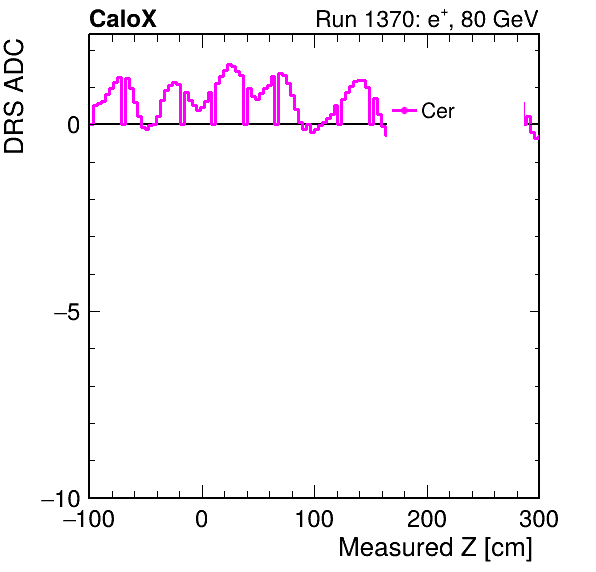 CaloX Run 1370: e⁺, 80 GeV
DRS ADC
0
−5
−10
Cer
−100 0 100 200 300
Measured Z [cm]